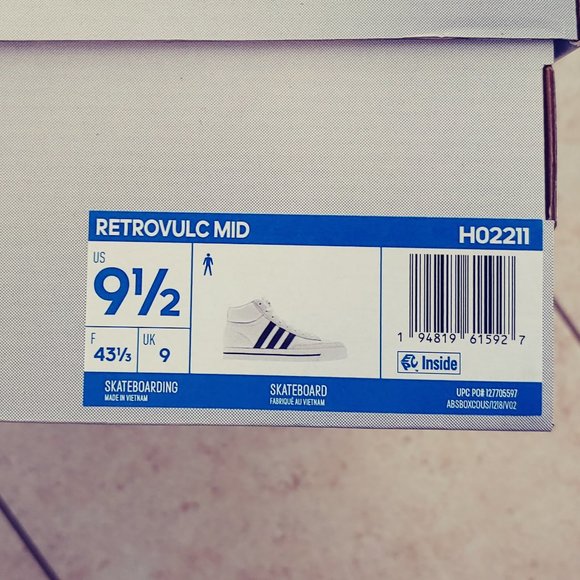 RETROVULC MID H02211
US
9½
F
43⅓
UK
9
1 94819 61592 7
Inside
SKATEBOARDING
MADE IN VIETNAM
SKATEBOARD
FABRIQUÉ AU VIETNAM
UPC PO# 127705597
ABSBOXCOUS/1218/V02